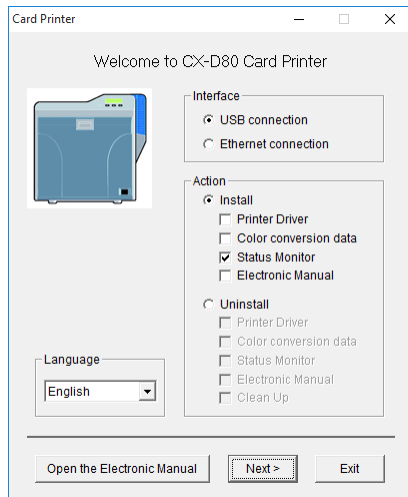 Card Printer
Welcome to CX-D80 Card Printer
Interface
USB connection
Ethernet connection
Action
Install
Printer Driver
Color conversion data
Status Monitor
Electronic Manual
Uninstall
Printer Driver
Color conversion data
Status Monitor
Electronic Manual
Clean Up
Language
English
Open the Electronic Manual
Next >
Exit